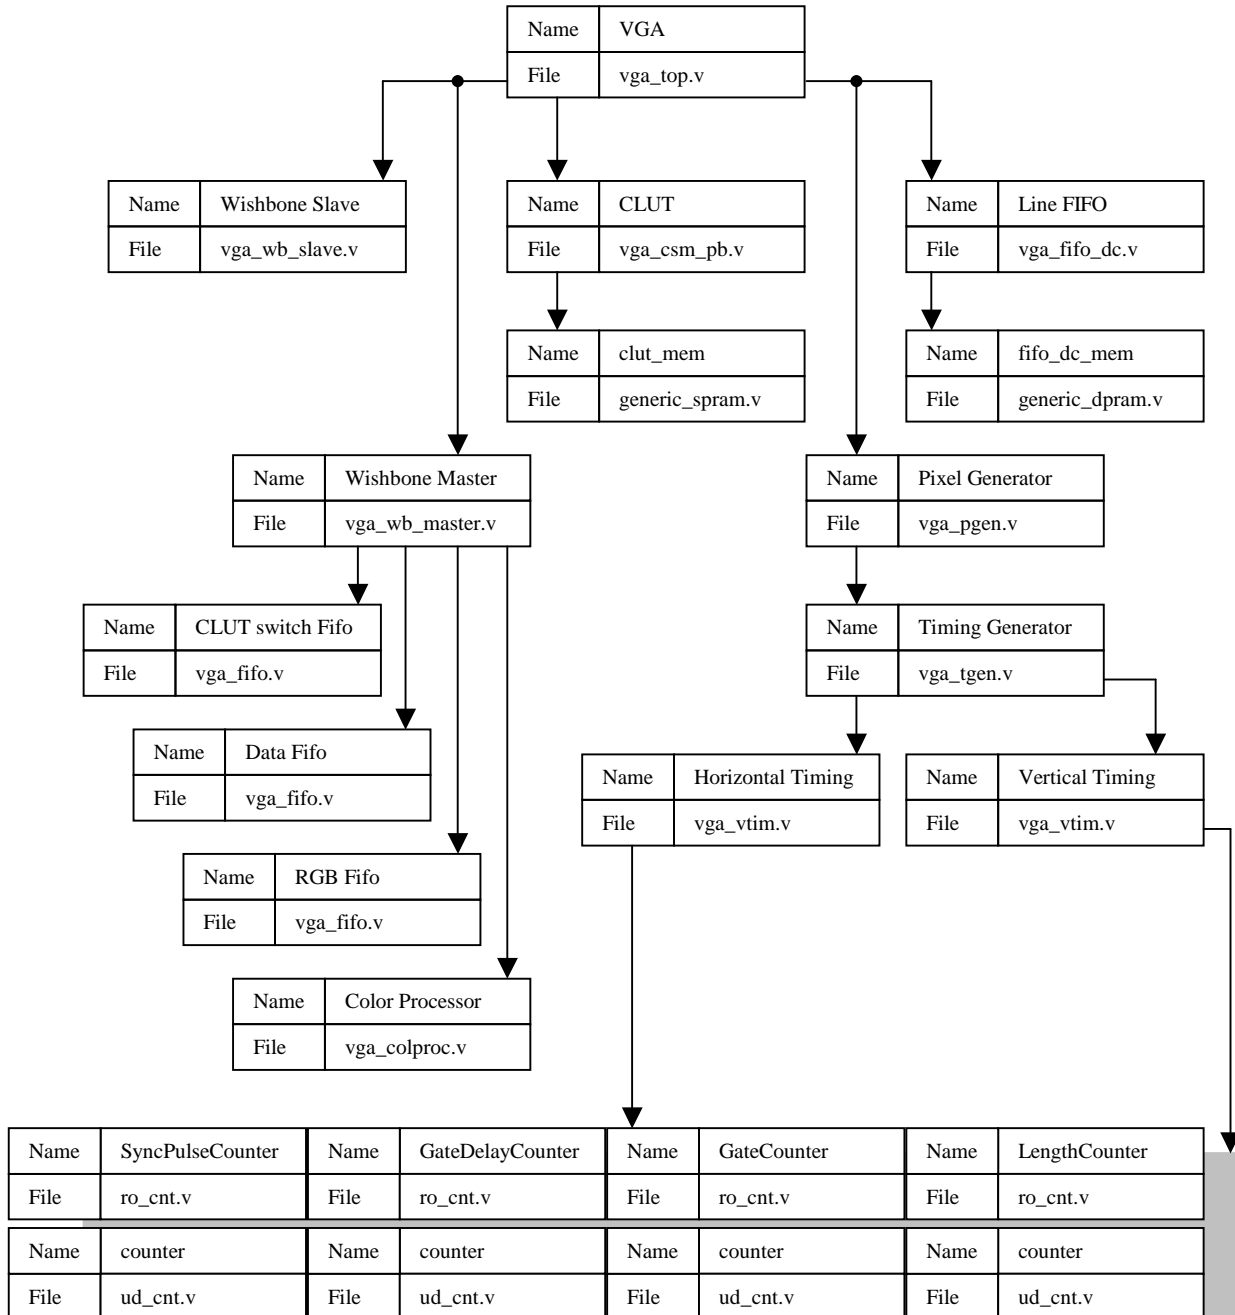 Name VGA
File vga_top.v
Name Wishbone Slave
File vga_wb_slave.v
Name CLUT
File vga_csm_pb.v
Name Line FIFO
File vga_fifo_dc.v
Name clut_mem
File generic_spram.v
Name fifo_dc_mem
File generic_dpram.v
Name Wishbone Master
File vga_wb_master.v
Name Pixel Generator
File vga_pgen.v
Name CLUT switch Fifo
File vga_fifo.v
Name Timing Generator
File vga_tgen.v
Name Data Fifo
File vga_fifo.v
Name Horizontal Timing
File vga_vtim.v
Name Vertical Timing
File vga_vtim.v
Name RGB Fifo
File vga_fifo.v
Name Color Processor
File vga_colproc.v
Name SyncPulseCounter Name GateDelayCounter Name GateCounter Name LengthCounter
File ro_cnt.v File ro_cnt.v File ro_cnt.v File ro_cnt.v
Name counter Name counter Name counter Name counter
File ud_cnt.v File ud_cnt.v File ud_cnt.v File ud_cnt.v